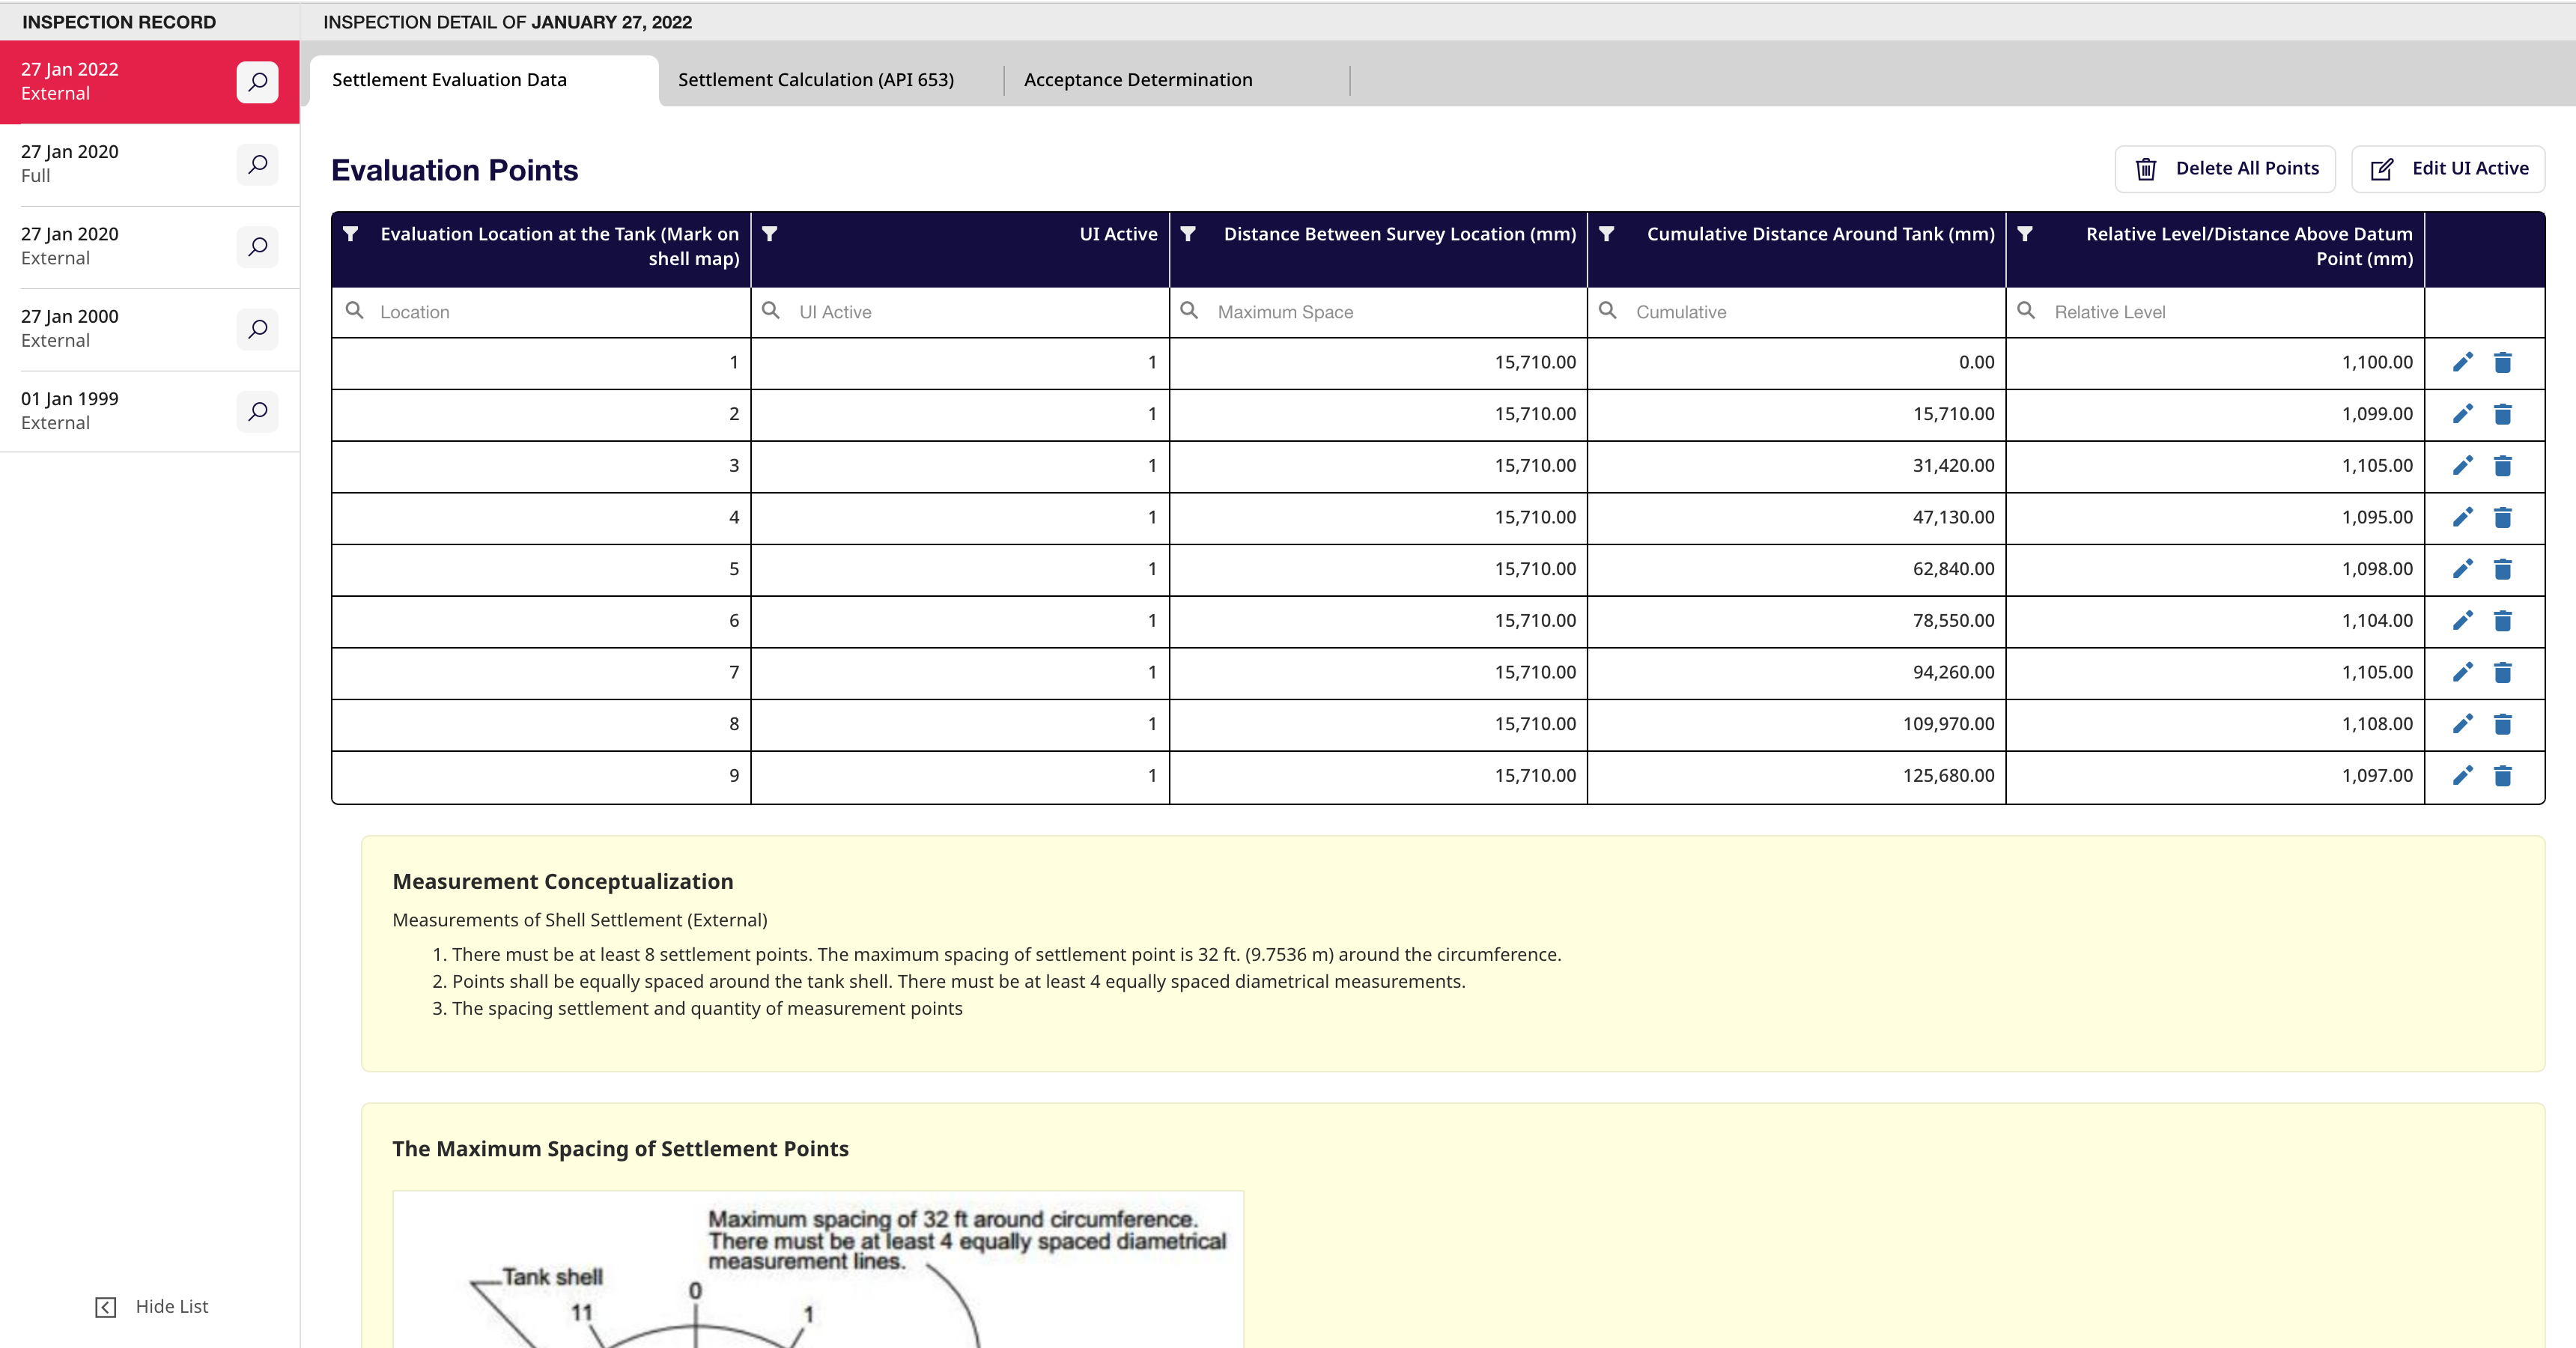 INSPECTION RECORD
INSPECTION DETAIL OF JANUARY 27, 2022
27 Jan 2022
External
27 Jan 2020
Full
27 Jan 2020
External
27 Jan 2000
External
01 Jan 1999
External
Hide List
Settlement Evaluation Data
Settlement Calculation (API 653)
Acceptance Determination
Evaluation Points
Delete All Points
Edit UI Active
Evaluation Location at the Tank (Mark on
shell map)
UI Active
Distance Between Survey Location (mm)
Cumulative Distance Around Tank (mm)
Relative Level/Distance Above Datum
Point (mm)
Location UI Active Maximum Space Cumulative Relative Level
1 1 15,710.00 0.00 1,100.00
2 1 15,710.00 15,710.00 1,099.00
3 1 15,710.00 31,420.00 1,105.00
4 1 15,710.00 47,130.00 1,095.00
5 1 15,710.00 62,840.00 1,098.00
6 1 15,710.00 78,550.00 1,104.00
7 1 15,710.00 94,260.00 1,105.00
8 1 15,710.00 109,970.00 1,108.00
9 1 15,710.00 125,680.00 1,097.00
Measurement Conceptualization
Measurements of Shell Settlement (External)
1. There must be at least 8 settlement points. The maximum spacing of settlement point is 32 ft. (9.7536 m) around the circumference.
2. Points shall be equally spaced around the tank shell. There must be at least 4 equally spaced diametrical measurements.
3. The spacing settlement and quantity of measurement points
The Maximum Spacing of Settlement Points
Maximum spacing of 32 ft around circumference.
There must be at least 4 equally spaced diametrical
measurement lines.
Tank shell
0
11
1